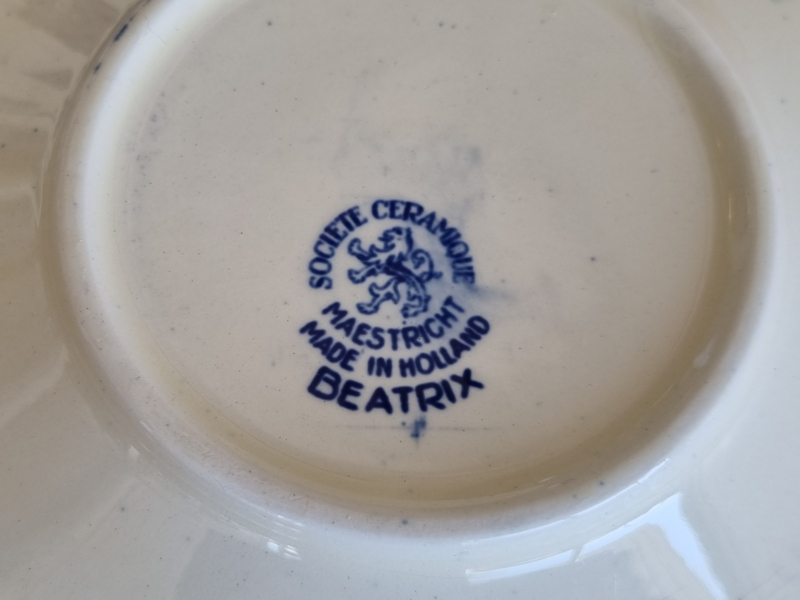 SOCIETE CERAMIQUE
MAESTRICHT
MADE IN HOLLAND
BEATRIX